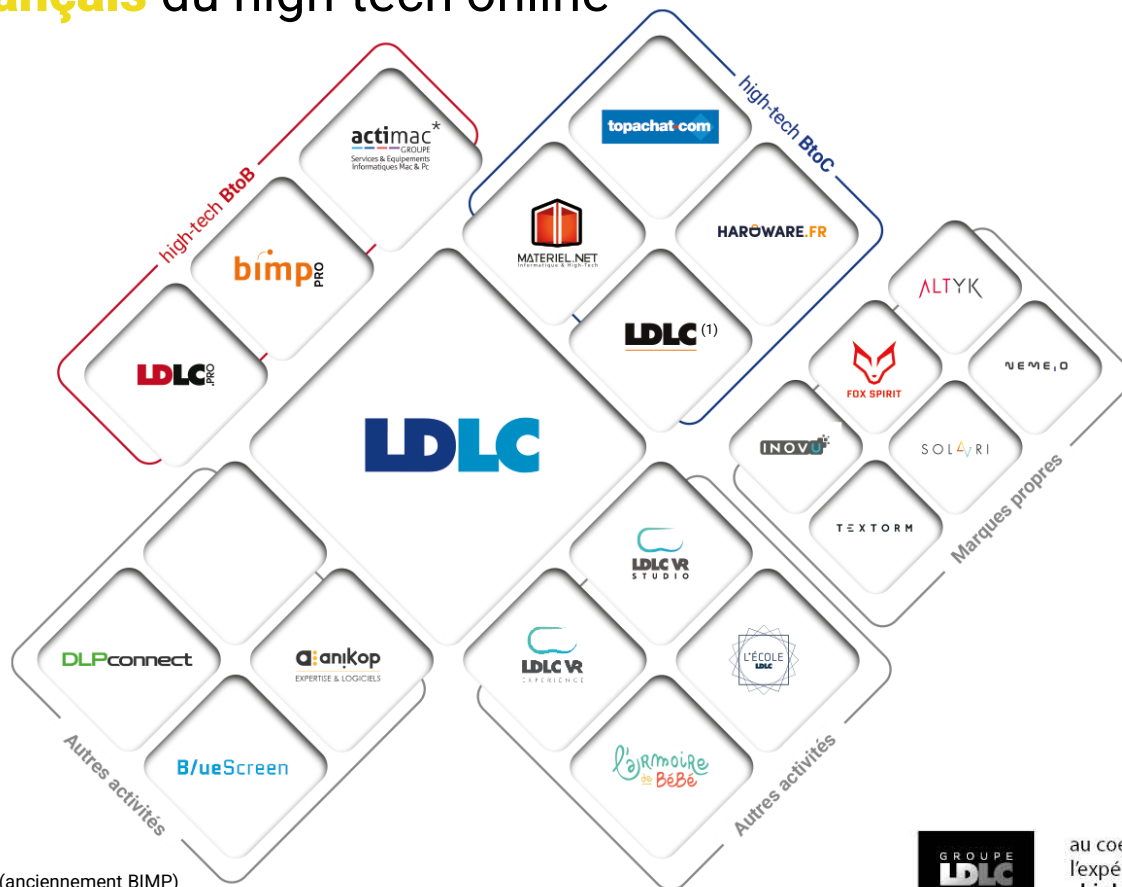 ançais du high-tech online
high-tech BtoB
actimac*
GROUPE
Services & Equipements
Informatiques Mac & Pc
bimp PRO
LDLC .PRO
high-tech BtoC
topachat.com
MATERIEL.NET
Informatique & High-Tech
HARDWARE.FR
LDLC (1)
LDLC
ALTYK
FOX SPIRIT
NEMEIO
INOVU
SOLAARI
TEXTORM
Marques propres
DLPconnect
anikop
EXPERTISE & LOGICIELS
B/ueScreen
Autres activités
LDLC VR
STUDIO
LDLC VR
EXPERIENCE
L'ÉCOLE
LDLC
l'aRmoiRe
de BéBé
Autres activités
(anciennement BIMP)
GROUPE
LDLC
au coe
l'expé